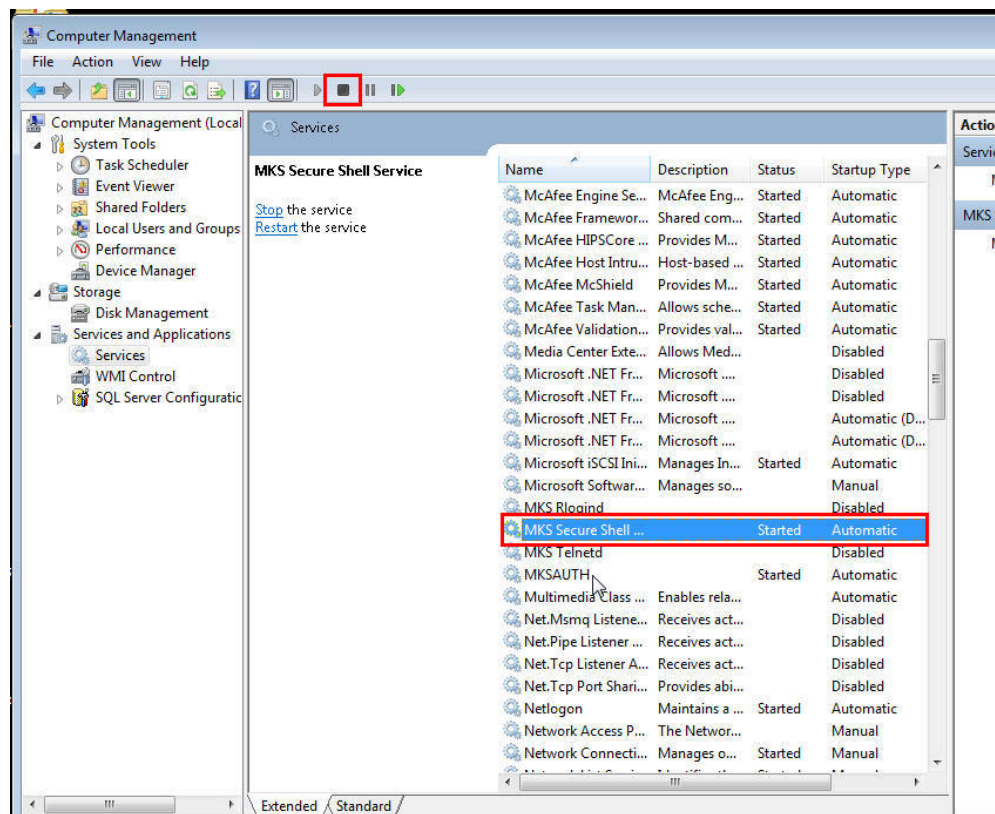 Computer Management
File Action View Help
Computer Management (Local
System Tools
Task Scheduler
Event Viewer
Shared Folders
Local Users and Groups
Performance
Device Manager
Storage
Disk Management
Services and Applications
Services
WMI Control
SQL Server Configuratic
Services
MKS Secure Shell Service
Stop the service
Restart the service
Name Description Status Startup Type
McAfee Engine Se... McAfee Eng... Started Automatic
McAfee Framewor... Shared com... Started Automatic
McAfee HIPSCore ... Provides M... Started Automatic
McAfee Host Intru... Host-based ... Started Automatic
McAfee McShield Provides M... Started Automatic
McAfee Task Man... Allows sche... Started Automatic
McAfee Validation... Provides val... Started Automatic
Media Center Exte... Allows Med... Disabled
Microsoft .NET Fr... Microsoft .... Disabled
Microsoft .NET Fr... Microsoft .... Disabled
Microsoft .NET Fr... Microsoft .... Automatic (D...
Microsoft .NET Fr... Microsoft .... Automatic (D...
Microsoft iSCSI Ini... Manages In... Started Automatic
Microsoft Softwar... Manages so... Manual
MKS Rlogind Disabled
MKS Secure Shell ... Started Automatic
MKS Telnetd Disabled
MKSAUTH Started Automatic
Multimedia Class ... Enables rela... Automatic
Net.Msmq Listene... Receives act... Disabled
Net.Pipe Listener ... Receives act... Disabled
Net.Tcp Listener A... Receives act... Disabled
Net.Tcp Port Shari... Provides abi... Disabled
Netlogon Maintains a ... Started Automatic
Network Access P... The Networ... Manual
Network Connecti... Manages o... Started Manual
Extended Standard
Actio
Servic
MKS